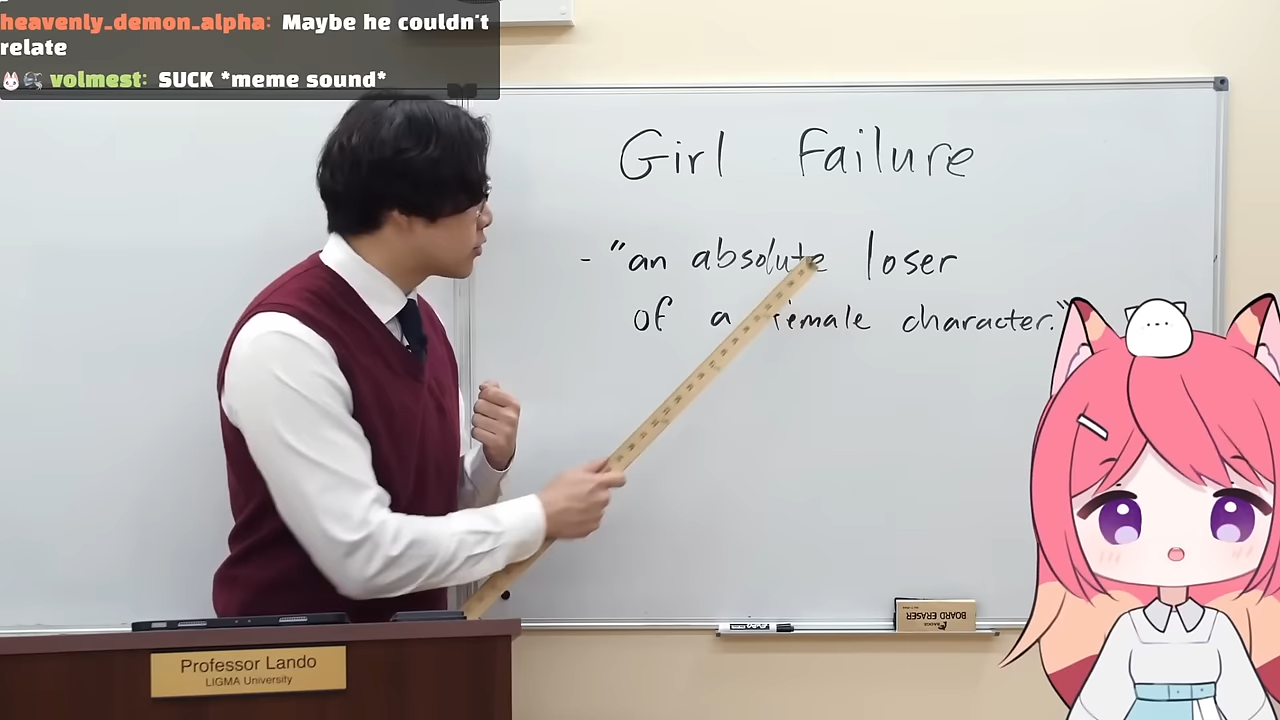 heavenly_demon_alpha: Maybe he couldn't
relate
volmest: SUCK *meme sound*
Girl Failure
- "an absolute loser
of a female character."
BOARD ERASER
Professor Lando
LIGMA University